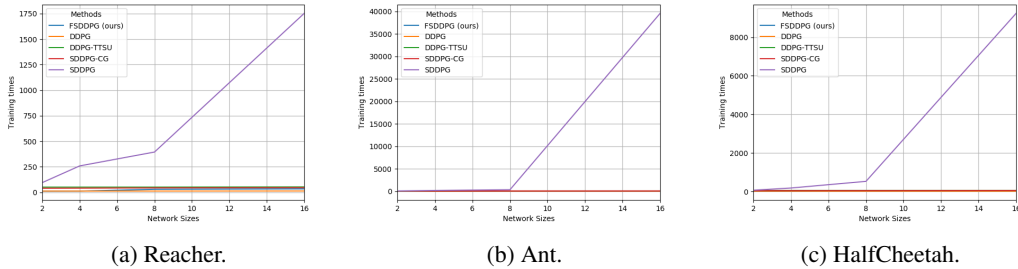 Methods
FSDDPG (ours)
DDPG
DDPG-TTSU
SDDPG-CG
SDDPG
Training times
1750
1500
1250
1000
750
500
250
0
2 4 6 8 10 12 14 16
Network Sizes
(a) Reacher.
Methods
FSDDPG (ours)
DDPG
DDPG-TTSU
SDDPG-CG
SDDPG
Training times
40000
35000
30000
25000
20000
15000
10000
5000
0
2 4 6 8 10 12 14 16
Network Sizes
(b) Ant.
Methods
FSDDPG (ours)
DDPG
DDPG-TTSU
SDDPG-CG
SDDPG
Training times
8000
6000
4000
2000
0
2 4 6 8 10 12 14 16
Network Sizes
(c) HalfCheetah.